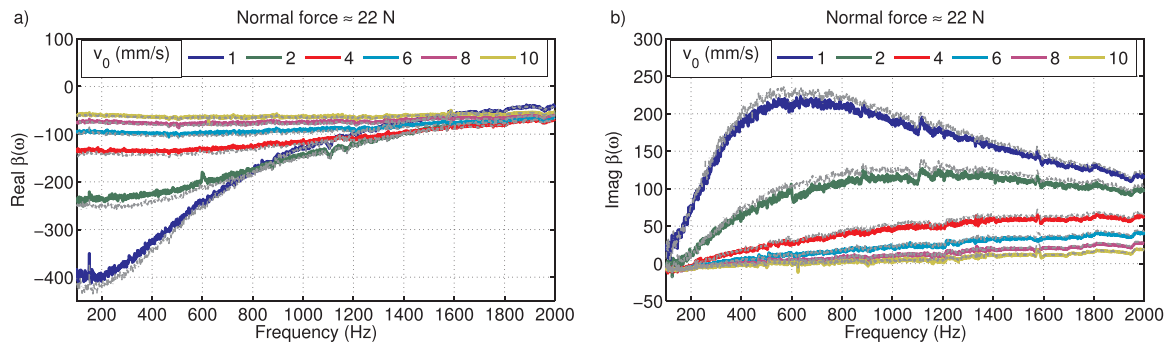 a)
Normal force ≈ 22 N
v0 (mm/s) 1 2 4 6 8 10
100
0
−100
−200
−300
−400
Real β(ω)
200 400 600 800 1000 1200 1400 1600 1800 2000
Frequency (Hz)
b)
Normal force ≈ 22 N
v0 (mm/s) 1 2 4 6 8 10
300
250
200
150
100
50
0
−50
Imag β(ω)
200 400 600 800 1000 1200 1400 1600 1800 2000
Frequency (Hz)